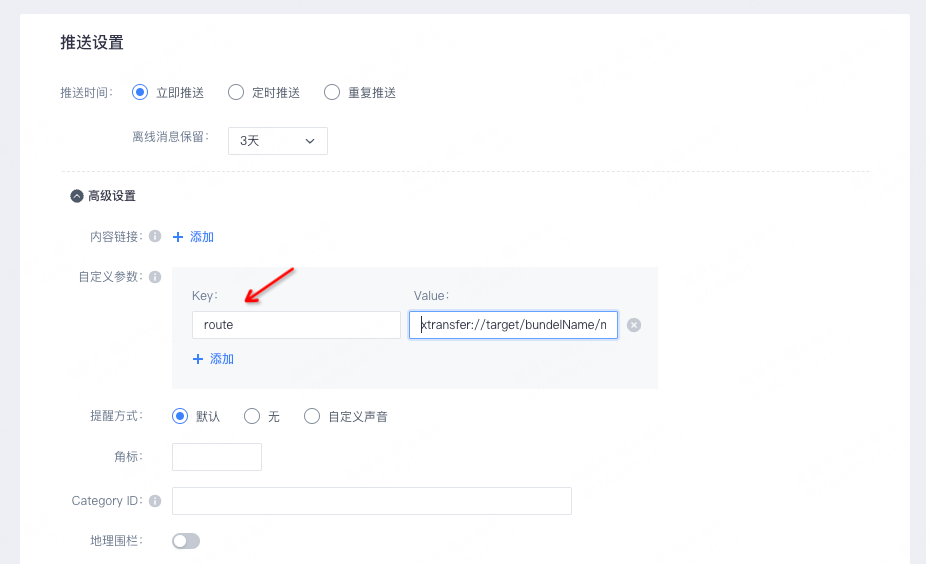 推送设置
推送时间： 立即推送 定时推送 重复推送
离线消息保留： 3天
高级设置
内容链接： 添加
自定义参数：
Key： Value：
route xtransfer://target/bundelName/n
添加
提醒方式： 默认 无 自定义声音
角标：
Category ID：
地理围栏：